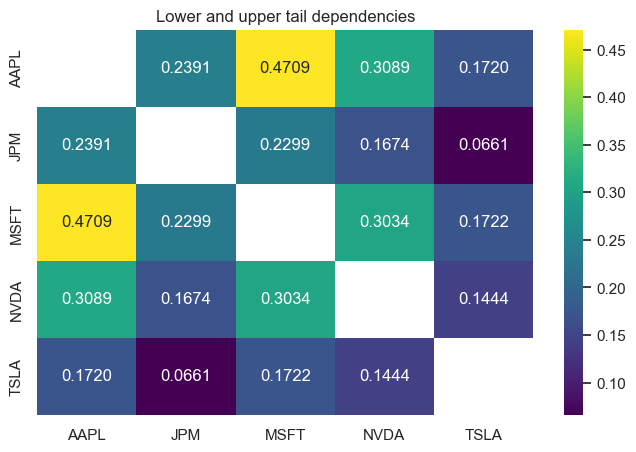 Lower and upper tail dependencies
AAPL 0.2391 0.4709 0.3089 0.1720
JPM 0.2391 0.2299 0.1674 0.0661
MSFT 0.4709 0.2299 0.3034 0.1722
NVDA 0.3089 0.1674 0.3034 0.1444
TSLA 0.1720 0.0661 0.1722 0.1444
AAPL JPM MSFT NVDA TSLA
0.45
0.40
0.35
0.30
0.25
0.20
0.15
0.10